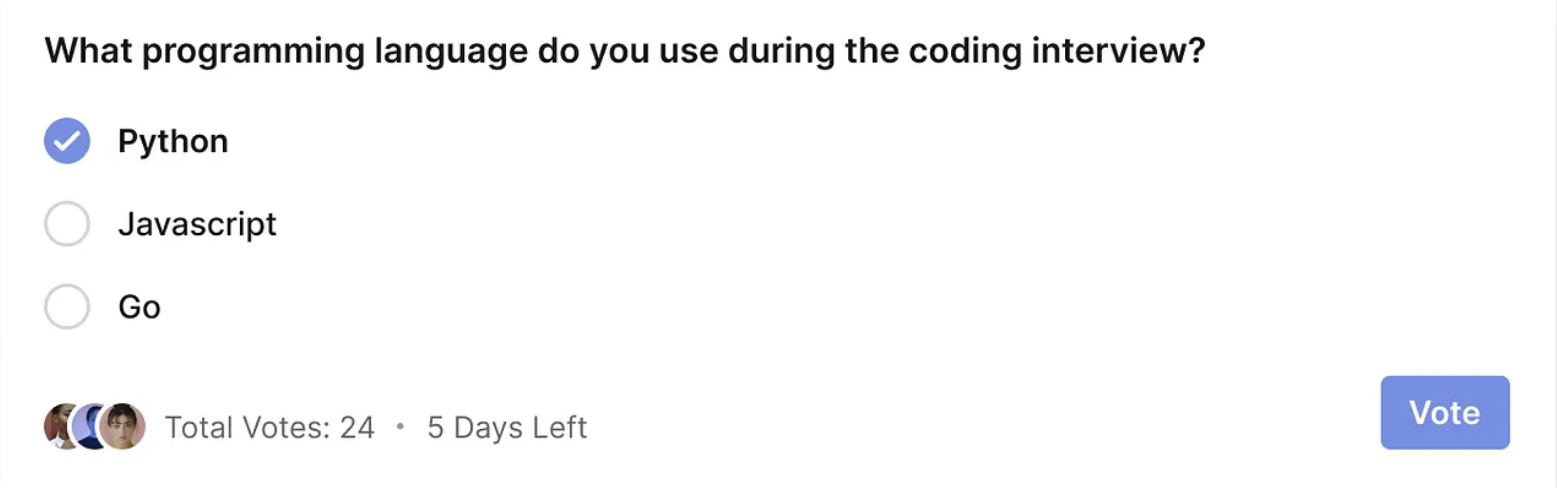 What programming language do you use during the coding interview?
Python
Javascript
Go
Total Votes: 24 • 5 Days Left
Vote